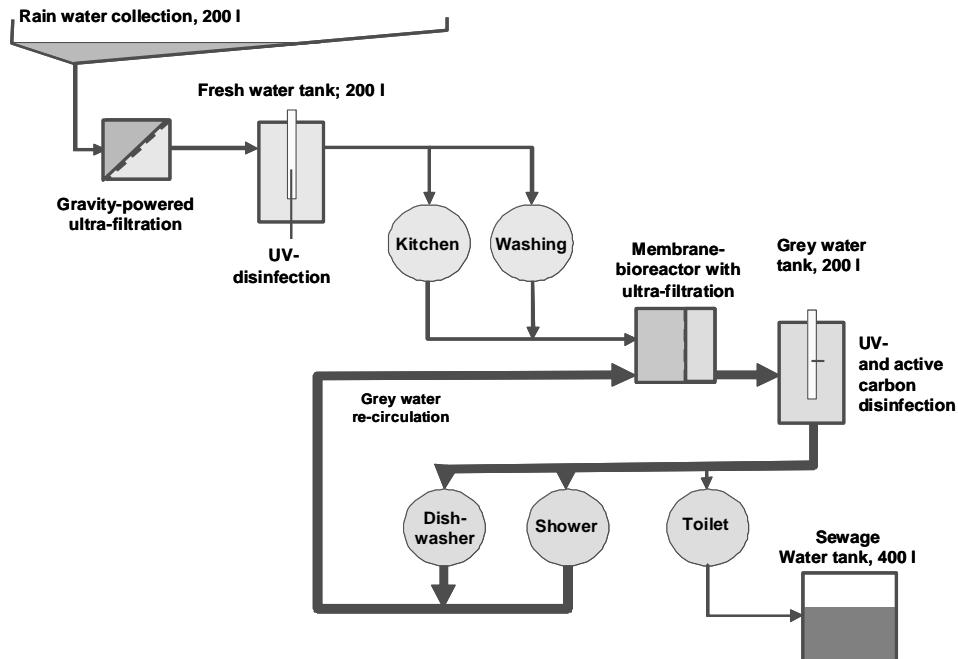 Rain water collection, 200 l
Fresh water tank; 200 l
Gravity-powered
ultra-filtration
UV-
disinfection
Kitchen
Washing
Membrane-
bioreactor with
ultra-filtration
Grey water
tank, 200 l
UV-
and active
carbon
disinfection
Grey water
re-circulation
Dish-
washer
Shower
Toilet
Sewage
Water tank, 400 l